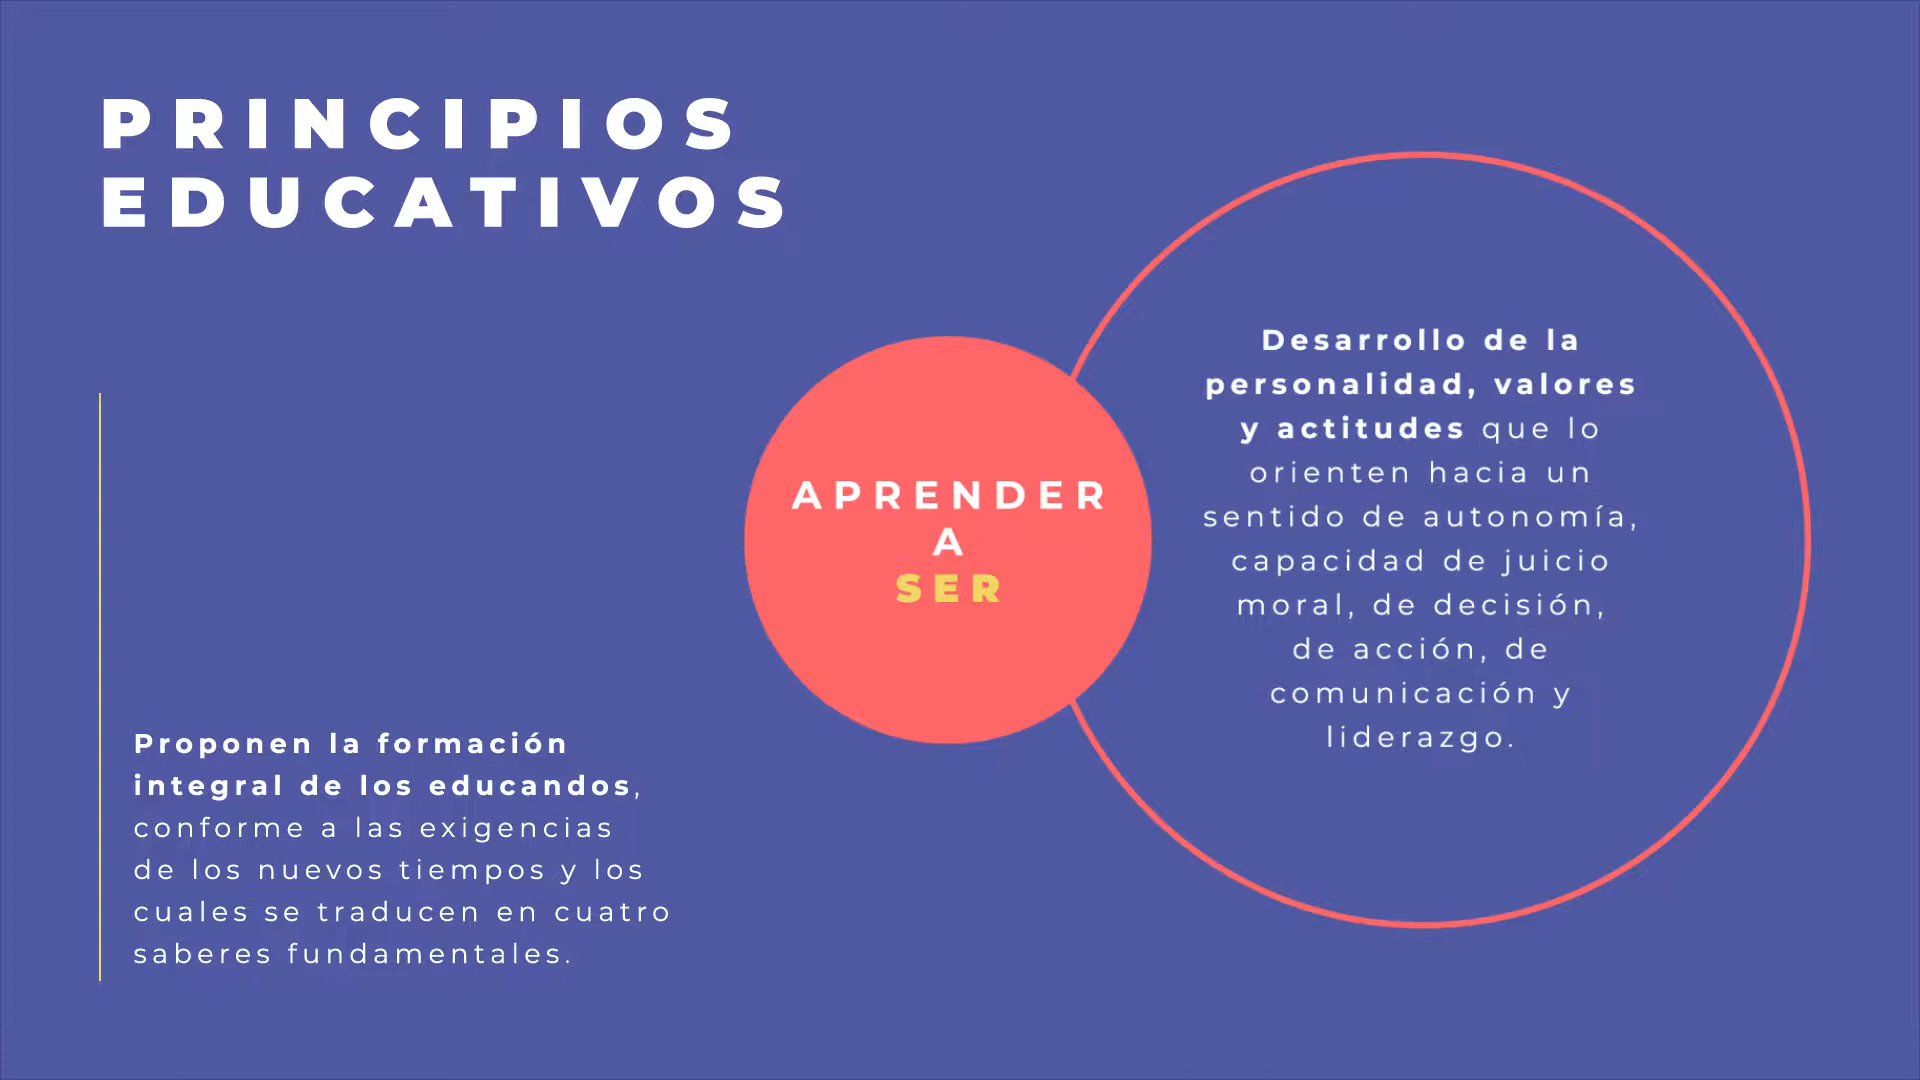 PRINCIPIOS
EDUCATIVOS
Proponen la formación
integral de los educandos,
conforme a las exigencias
de los nuevos tiempos y los
cuales se traducen en cuatro
saberes fundamentales.
APRENDER
A
SER
Desarrollo de la
personalidad, valores
y actitudes que lo
orienten hacia un
sentido de autonomía,
capacidad de juicio
moral, de decisión,
de acción, de
comunicación y
liderazgo.